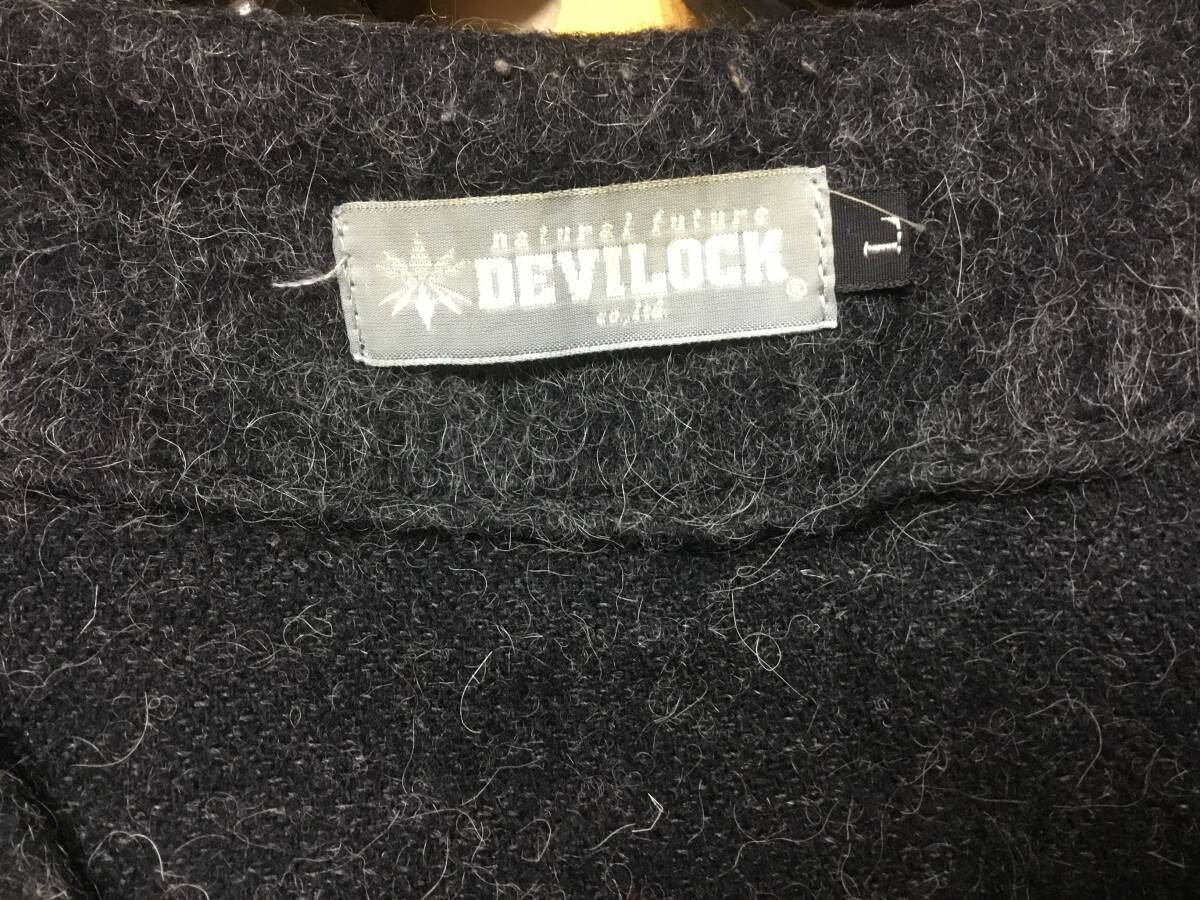 natural future
DEVILOCK®
co.,ltd.
L